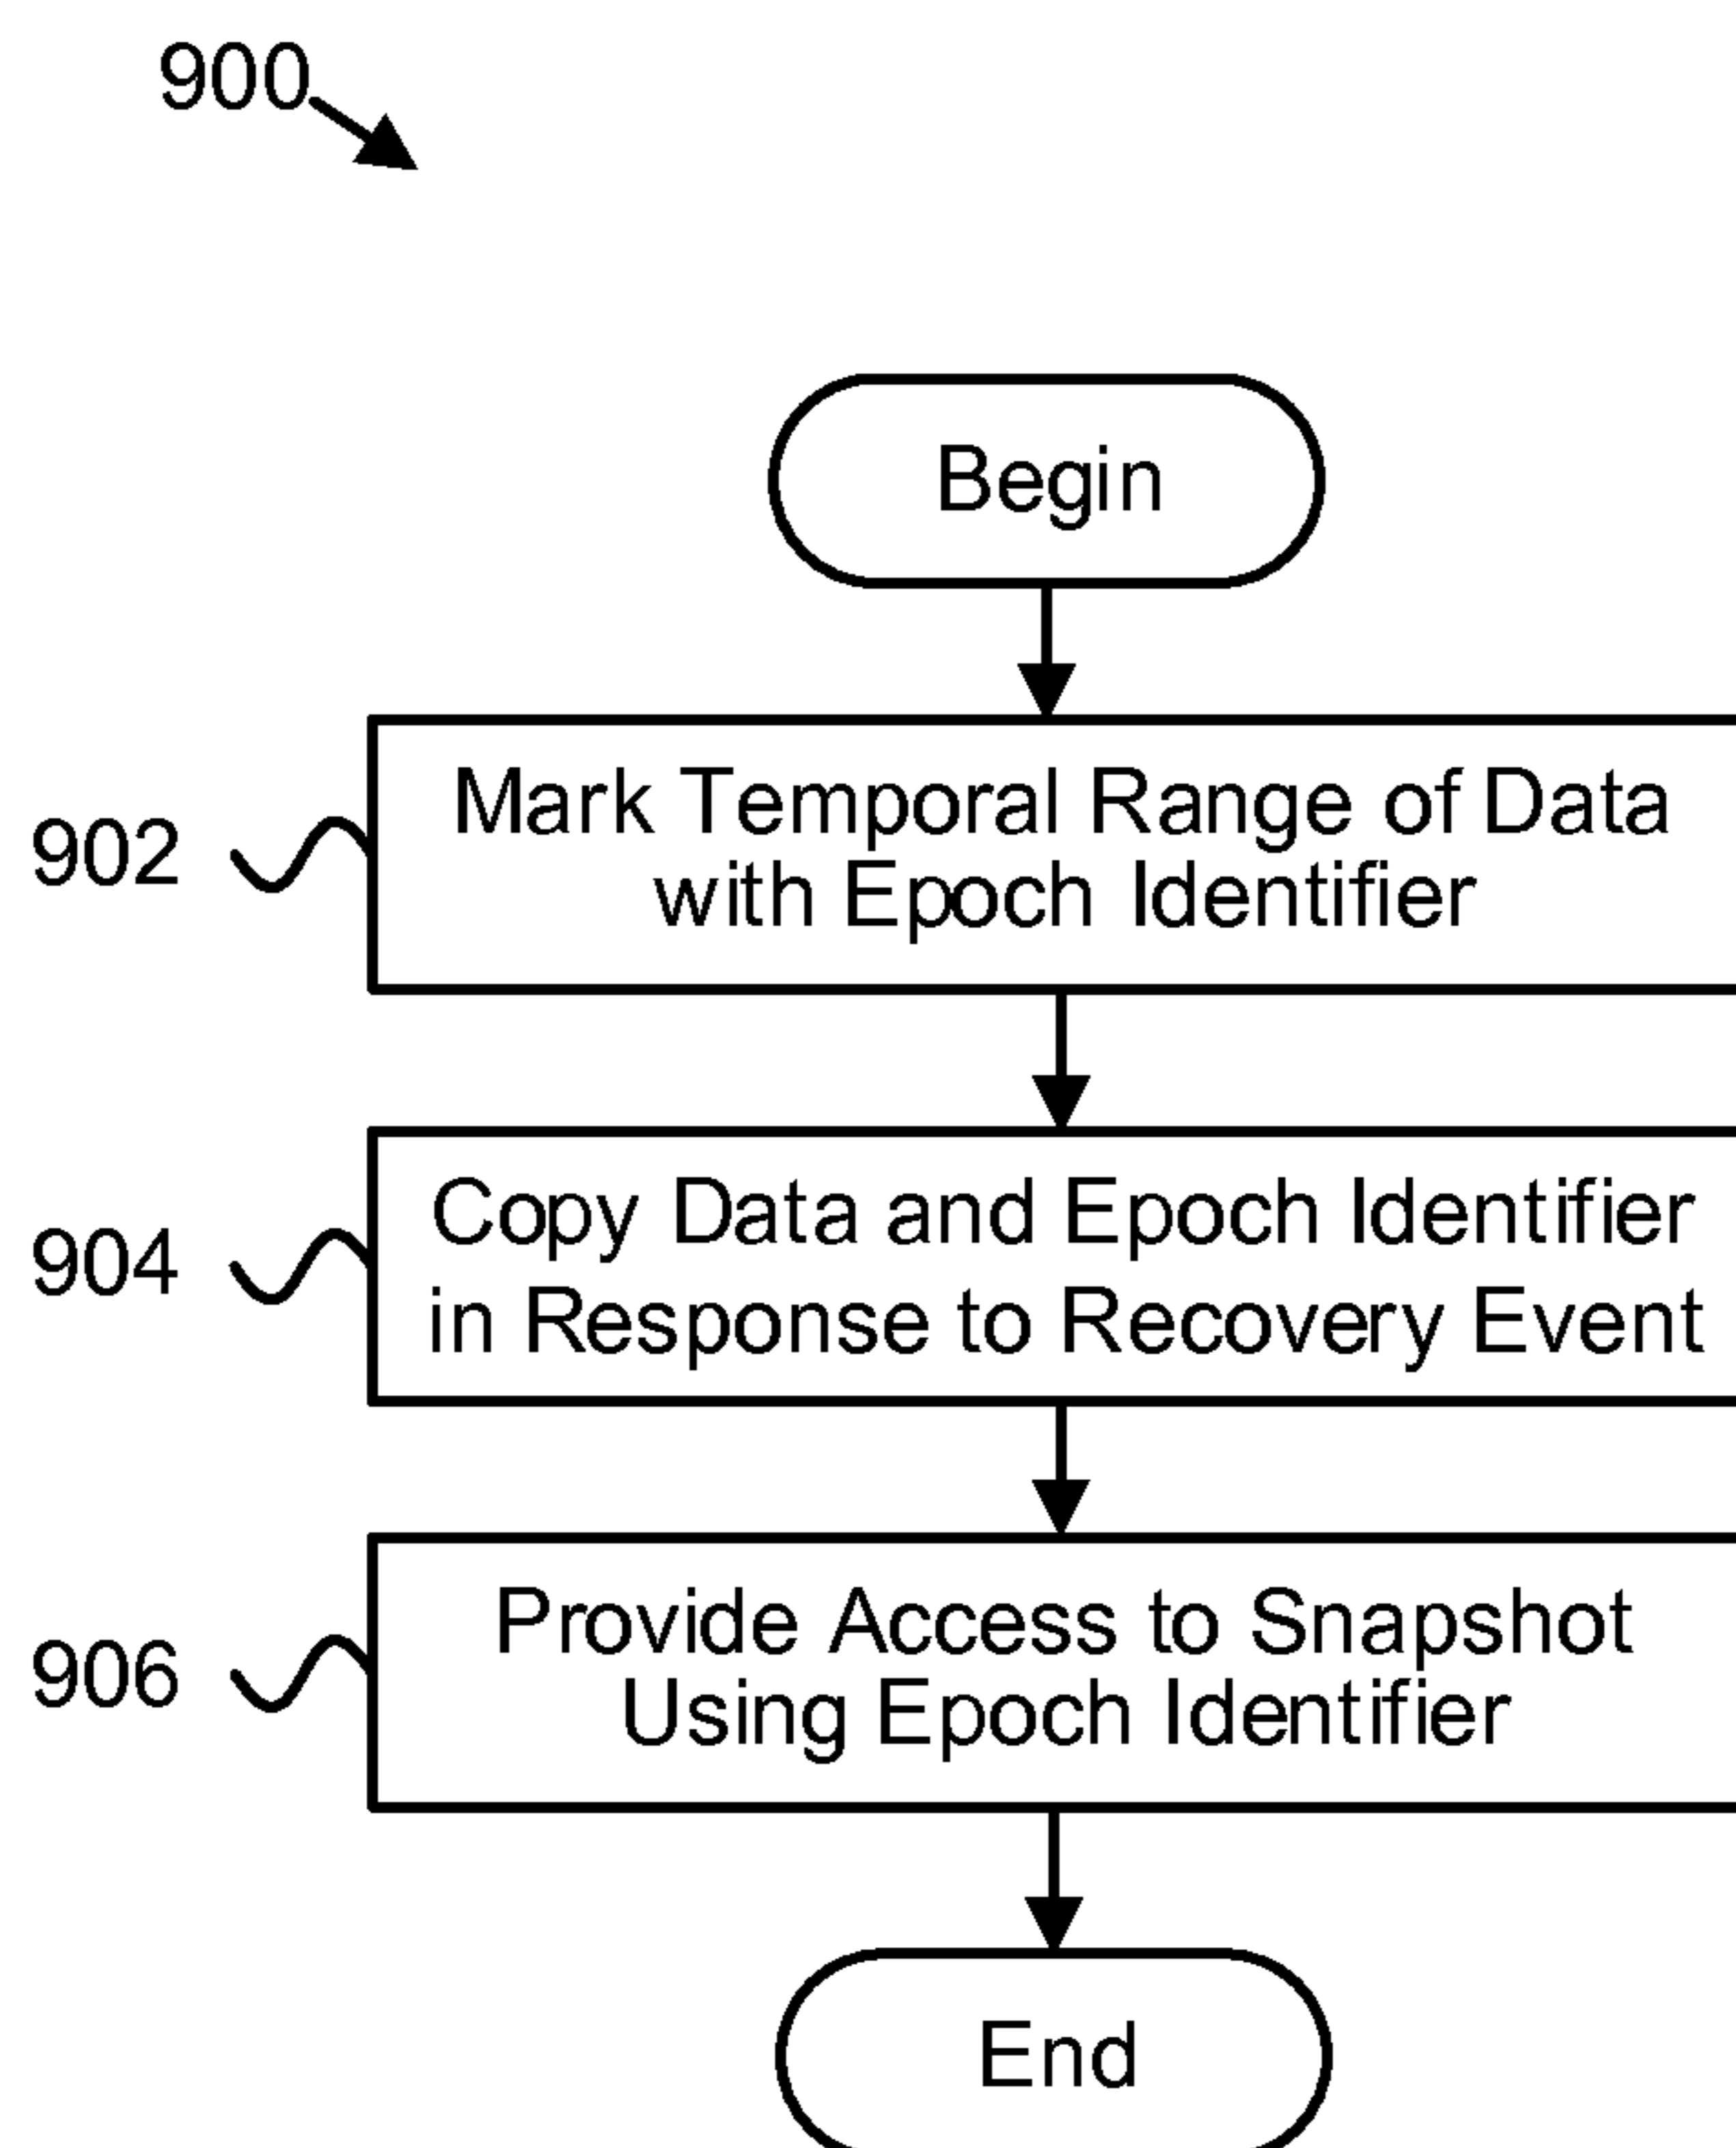 900
Begin
902
Mark Temporal Range of Data
with Epoch Identifier
904
Copy Data and Epoch Identifier
in Response to Recovery Event
906
Provide Access to Snapshot
Using Epoch Identifier
End